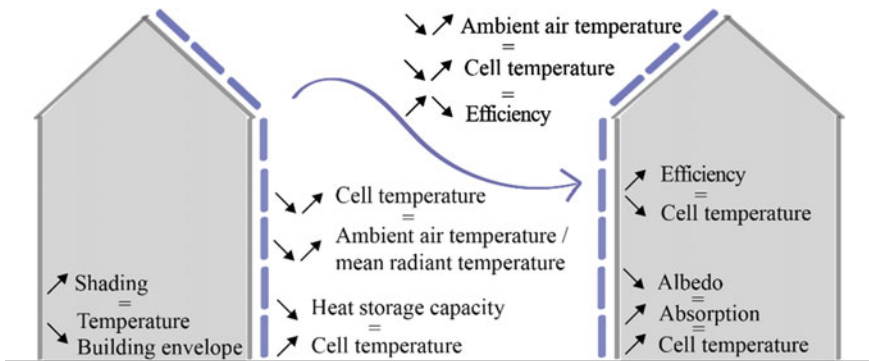 ↘↗ Ambient air temperature
=
↘↗ Cell temperature
=
↗↘ Efficiency
↘↗ Cell temperature
=
↘↗ Ambient air temperature /
mean radiant temperature
↗ Efficiency
=
↘ Cell temperature
↗ Shading
=
↘ Temperature
Building envelope
↘ Heat storage capacity
=
↗ Cell temperature
↘ Albedo
=
↗ Absorption
=
↗ Cell temperature